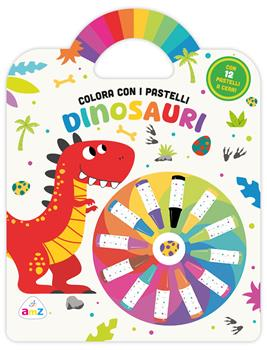 CON
12
PASTELLI
A CERA!
COLORA CON I PASTELLI
DINOSAURI
amZ